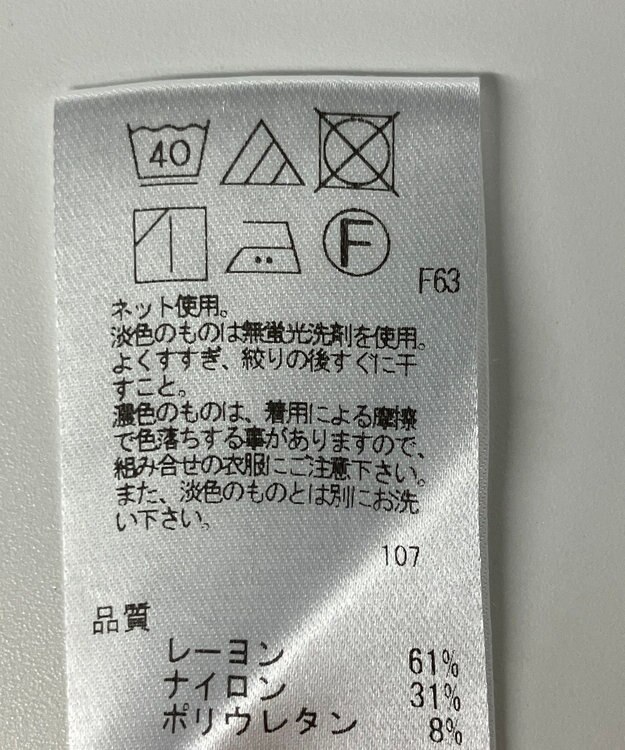 40
F
F63
ネット使用。
淡色のものは無蛍光洗剤を使用。
よくすすぎ、絞りの後すぐに干
すこと。
濃色のものは、着用による摩擦
で色落ちする事がありますので、
組み合せの衣服にご注意下さい。
また、淡色のものとは別にお洗
い下さい。
107
品質
レーヨン 61%
ナイロン 31%
ポリウレタン 8%